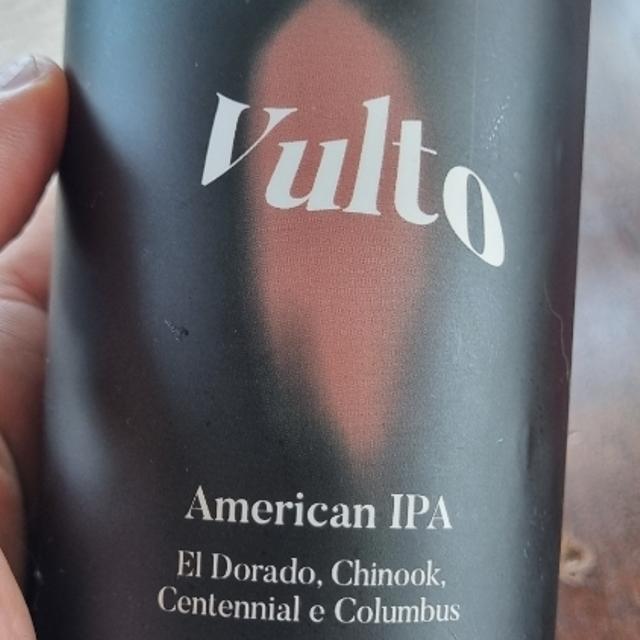 Vulto
American IPA
El Dorado, Chinook,
Centennial e Columbus